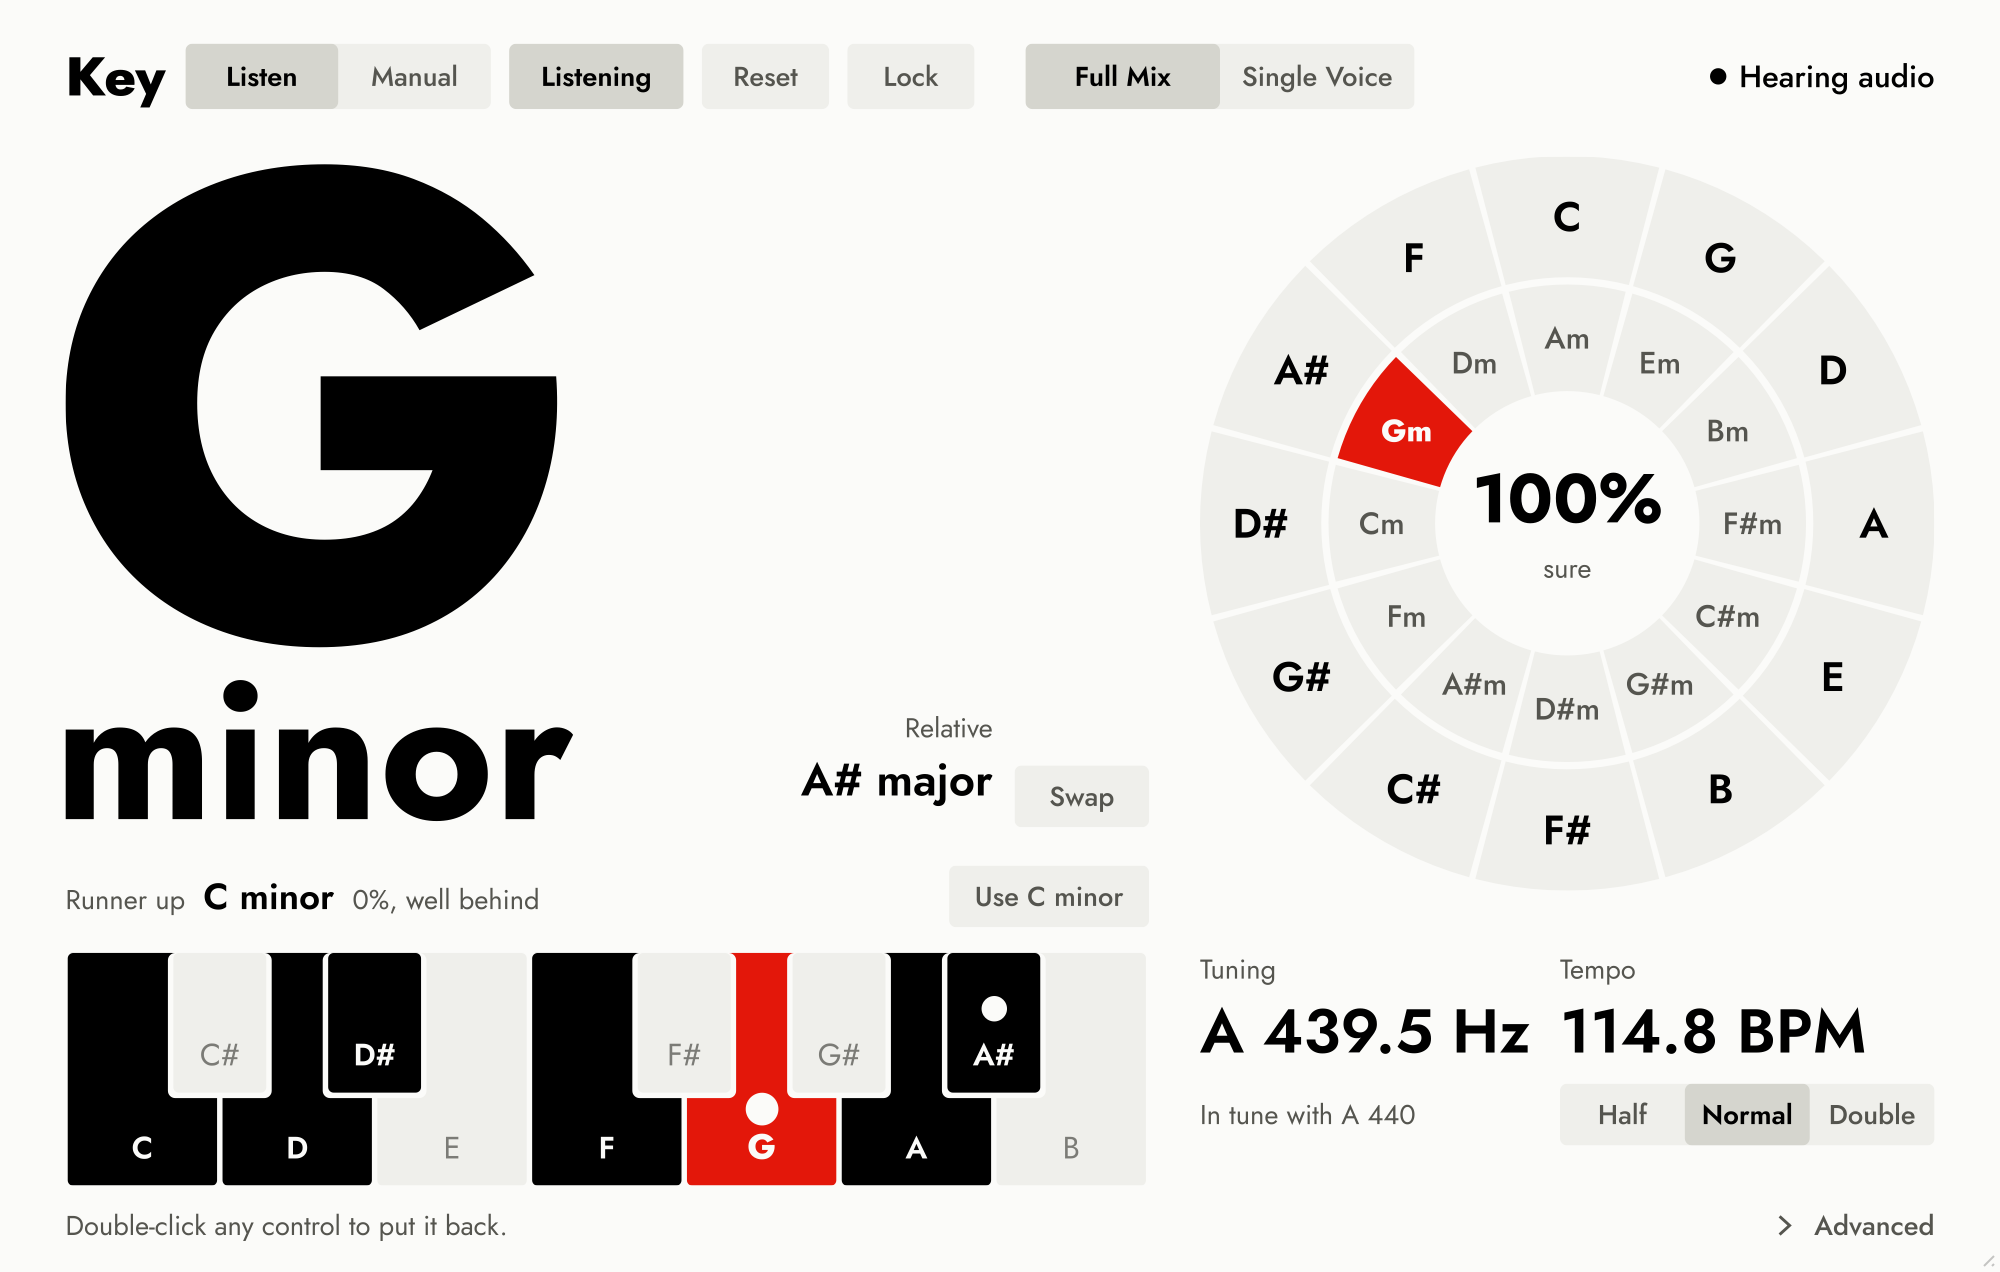 Key Listen Manual Listening Reset Lock Full Mix Single Voice Hearing audio
G
minor
Relative
A# major Swap
Runner up C minor 0%, well behind Use C minor
C
F G
A# D
Am
Dm Em
Gm Bm
100%
D# Cm F#m A
sure
Fm C#m
G# E
A#m G#m
D#m
C# B
F#
C# D# F# G# A#
C D E F G A B
Tuning Tempo
A 439.5 Hz 114.8 BPM
In tune with A 440 Half Normal Double
Double-click any control to put it back. Advanced